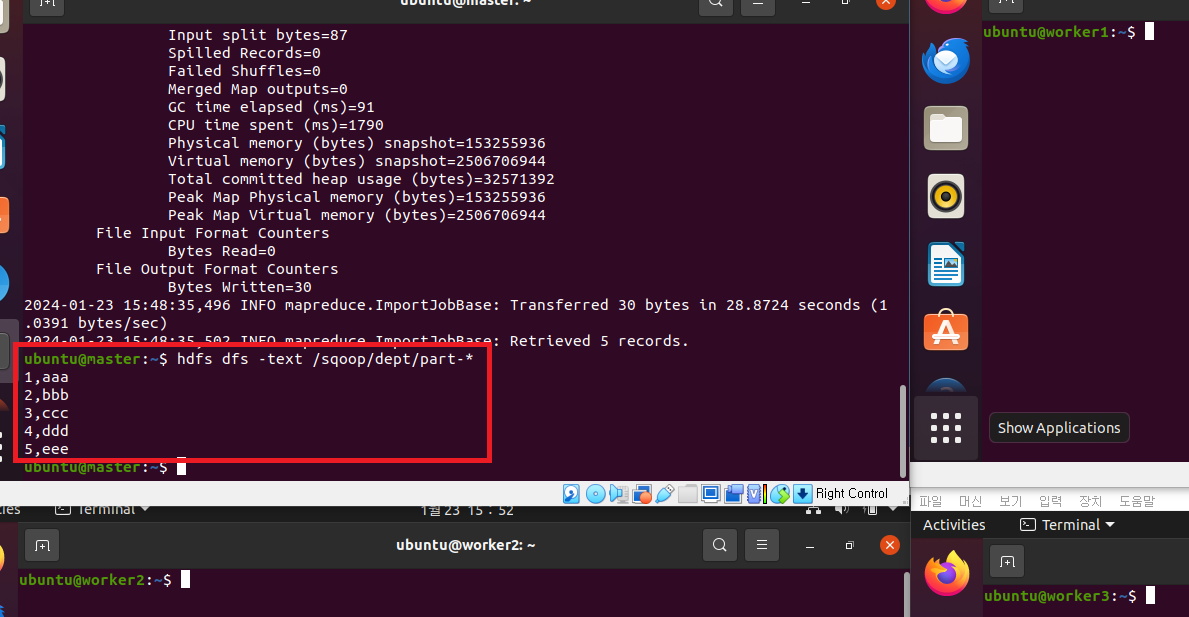 ubuntu@master: ~
Input split bytes=87
Spilled Records=0
Failed Shuffles=0
Merged Map outputs=0
GC time elapsed (ms)=91
CPU time spent (ms)=1790
Physical memory (bytes) snapshot=153255936
Virtual memory (bytes) snapshot=2506706944
Total committed heap usage (bytes)=32571392
Peak Map Physical memory (bytes)=153255936
Peak Map Virtual memory (bytes)=2506706944
File Input Format Counters
Bytes Read=0
File Output Format Counters
Bytes Written=30
2024-01-23 15:48:35,496 INFO mapreduce.ImportJobBase: Transferred 30 bytes in 28.8724 seconds (1
.0391 bytes/sec)
2024-01-23 15:48:35,502 INFO mapreduce.ImportJobBase: Retrieved 5 records.
ubuntu@master:~$ hdfs dfs -text /sqoop/dept/part-*
1,aaa
2,bbb
3,ccc
4,ddd
5,eee
ubuntu@master:~$
Right Control
ubuntu@worker1:~$
Show Applications
Terminal
1월 23 15 : 52
ubuntu@worker2: ~
ubuntu@worker2:~$
파일 머신 보기 입력 장치 도움말
Activities Terminal
ubuntu@worker3:~$